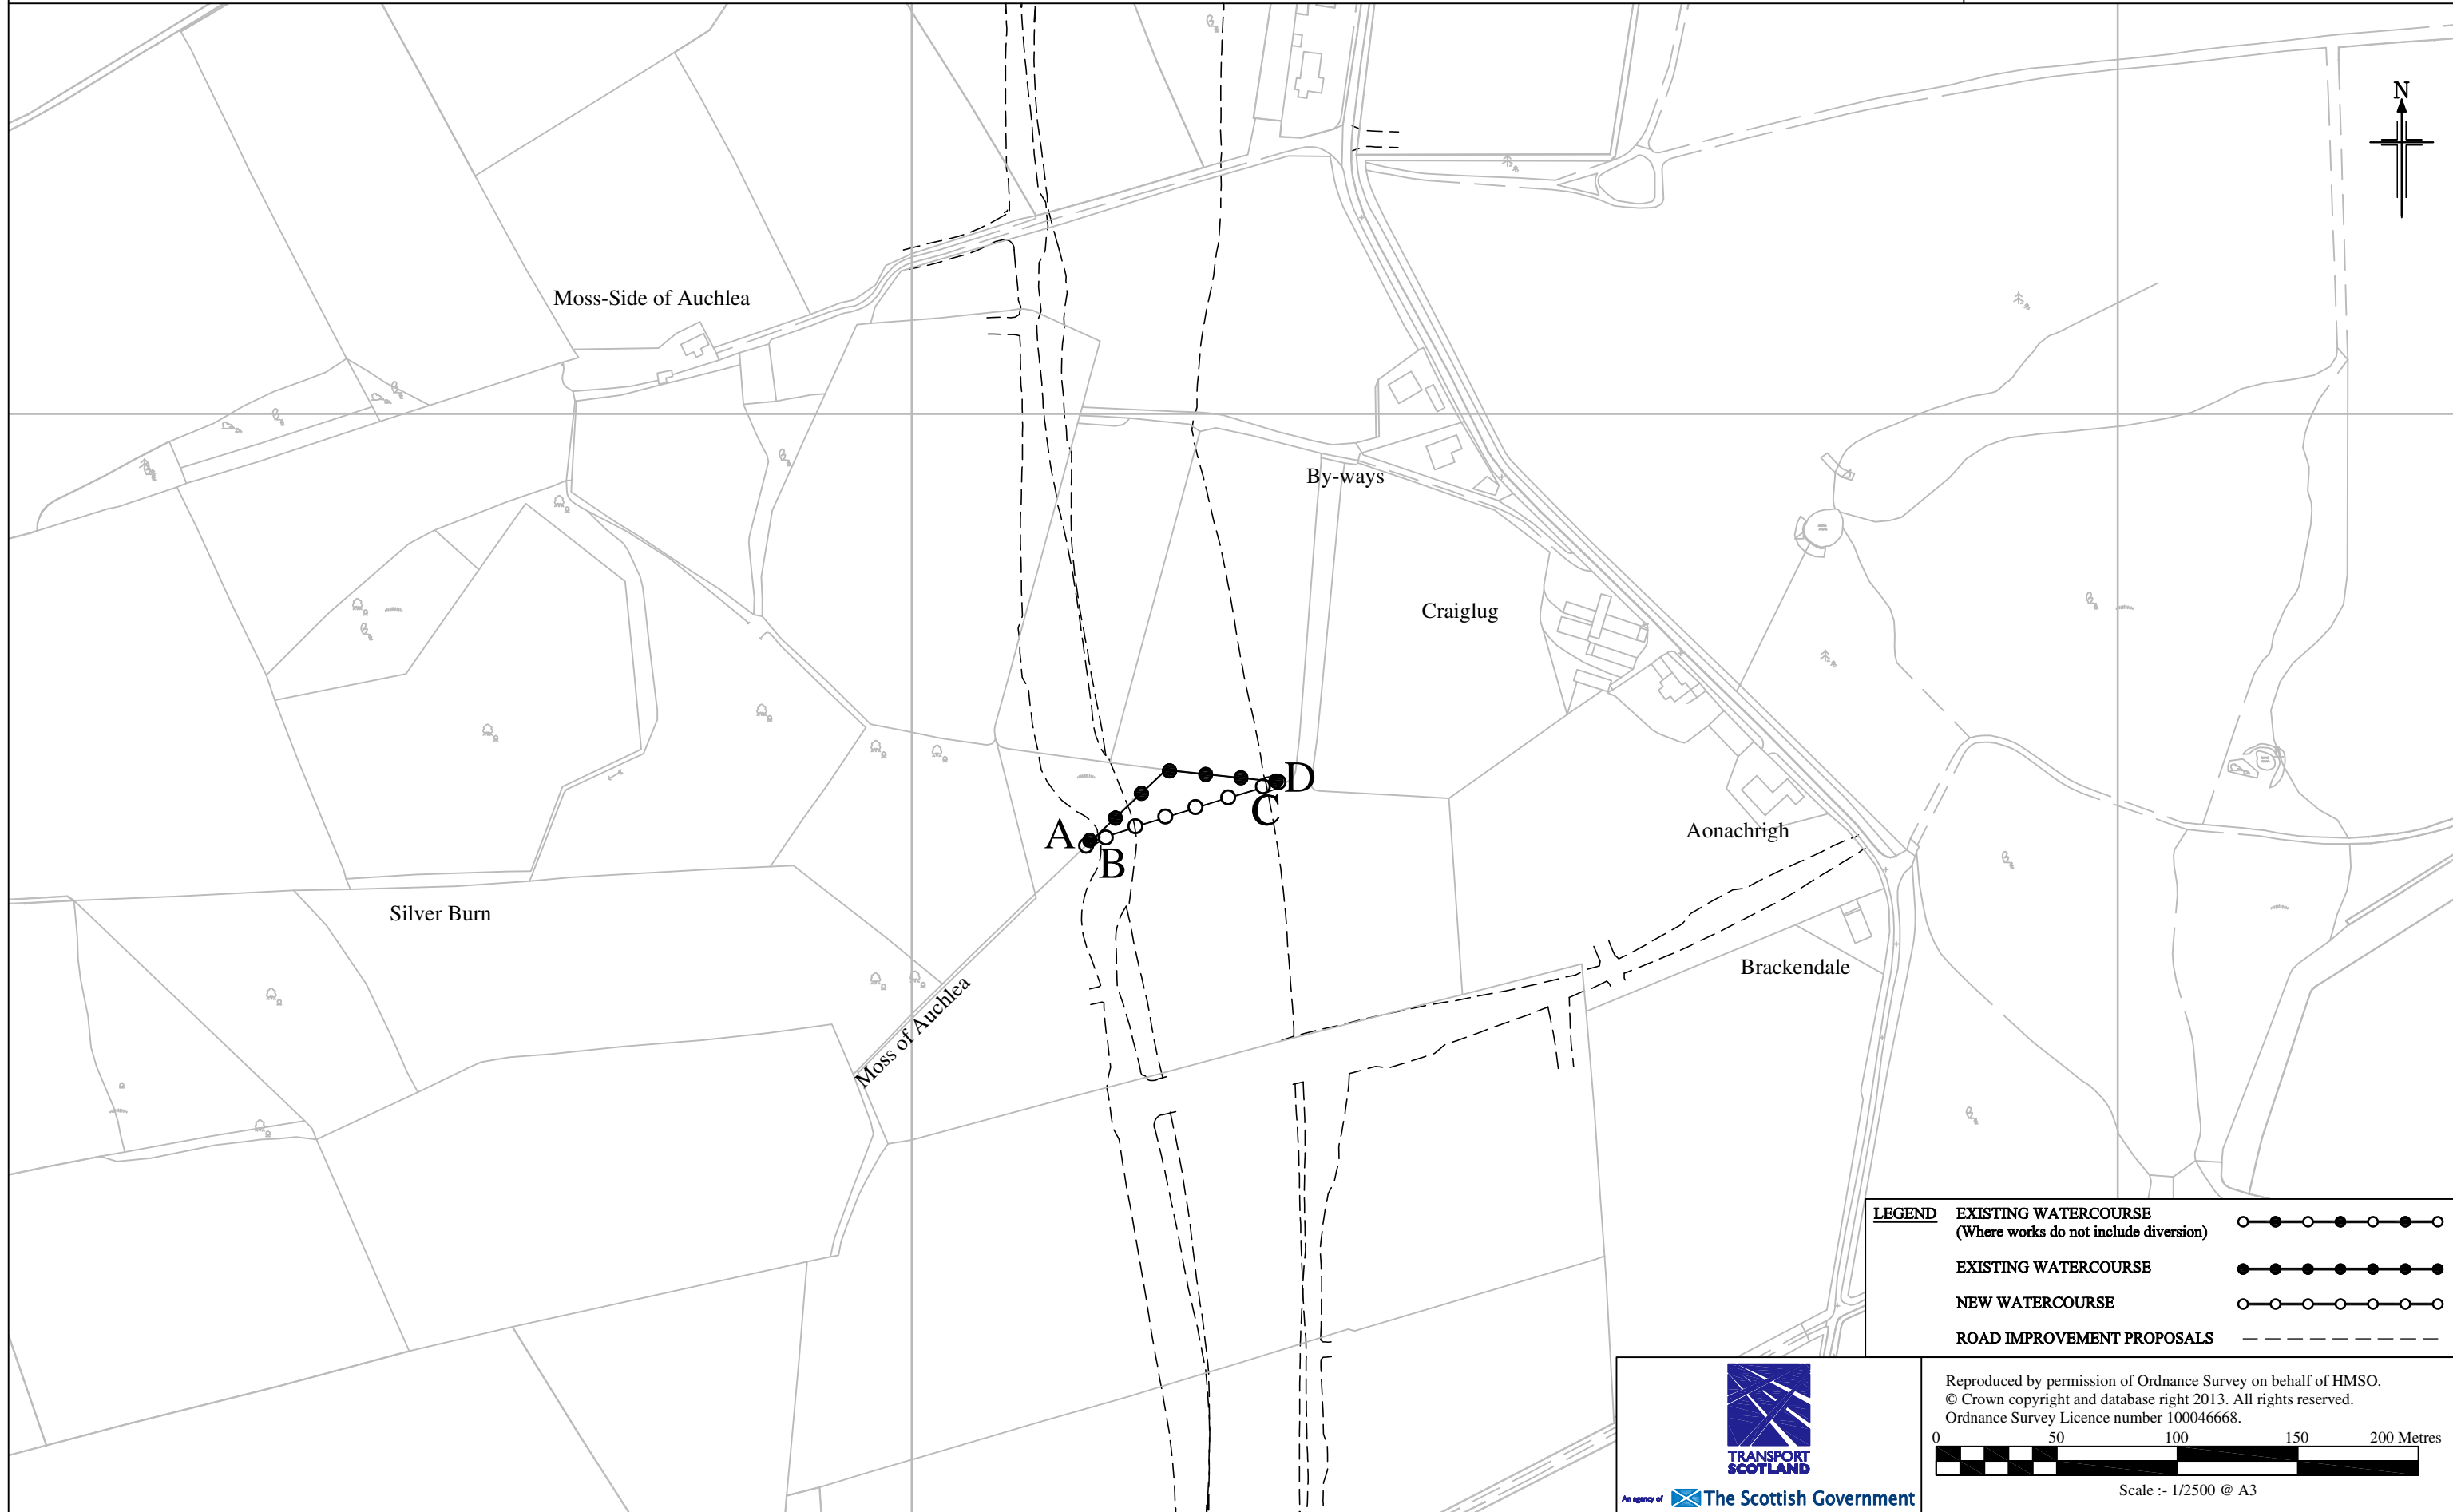 N
Moss-Side of Auchlea
By-ways
Craiglug
D
C
A
B
Aonachrigh
Silver Burn
Brackendale
Moss of Auchlea
LEGEND
EXISTING WATERCOURSE
(Where works do not include diversion)
EXISTING WATERCOURSE
NEW WATERCOURSE
ROAD IMPROVEMENT PROPOSALS
TRANSPORT
SCOTLAND
An agency of The Scottish Government
Reproduced by permission of Ordnance Survey on behalf of HMSO.
© Crown copyright and database right 2013. All rights reserved.
Ordnance Survey Licence number 100046668.
0 50 100 150 200 Metres
Scale :- 1/2500 @ A3